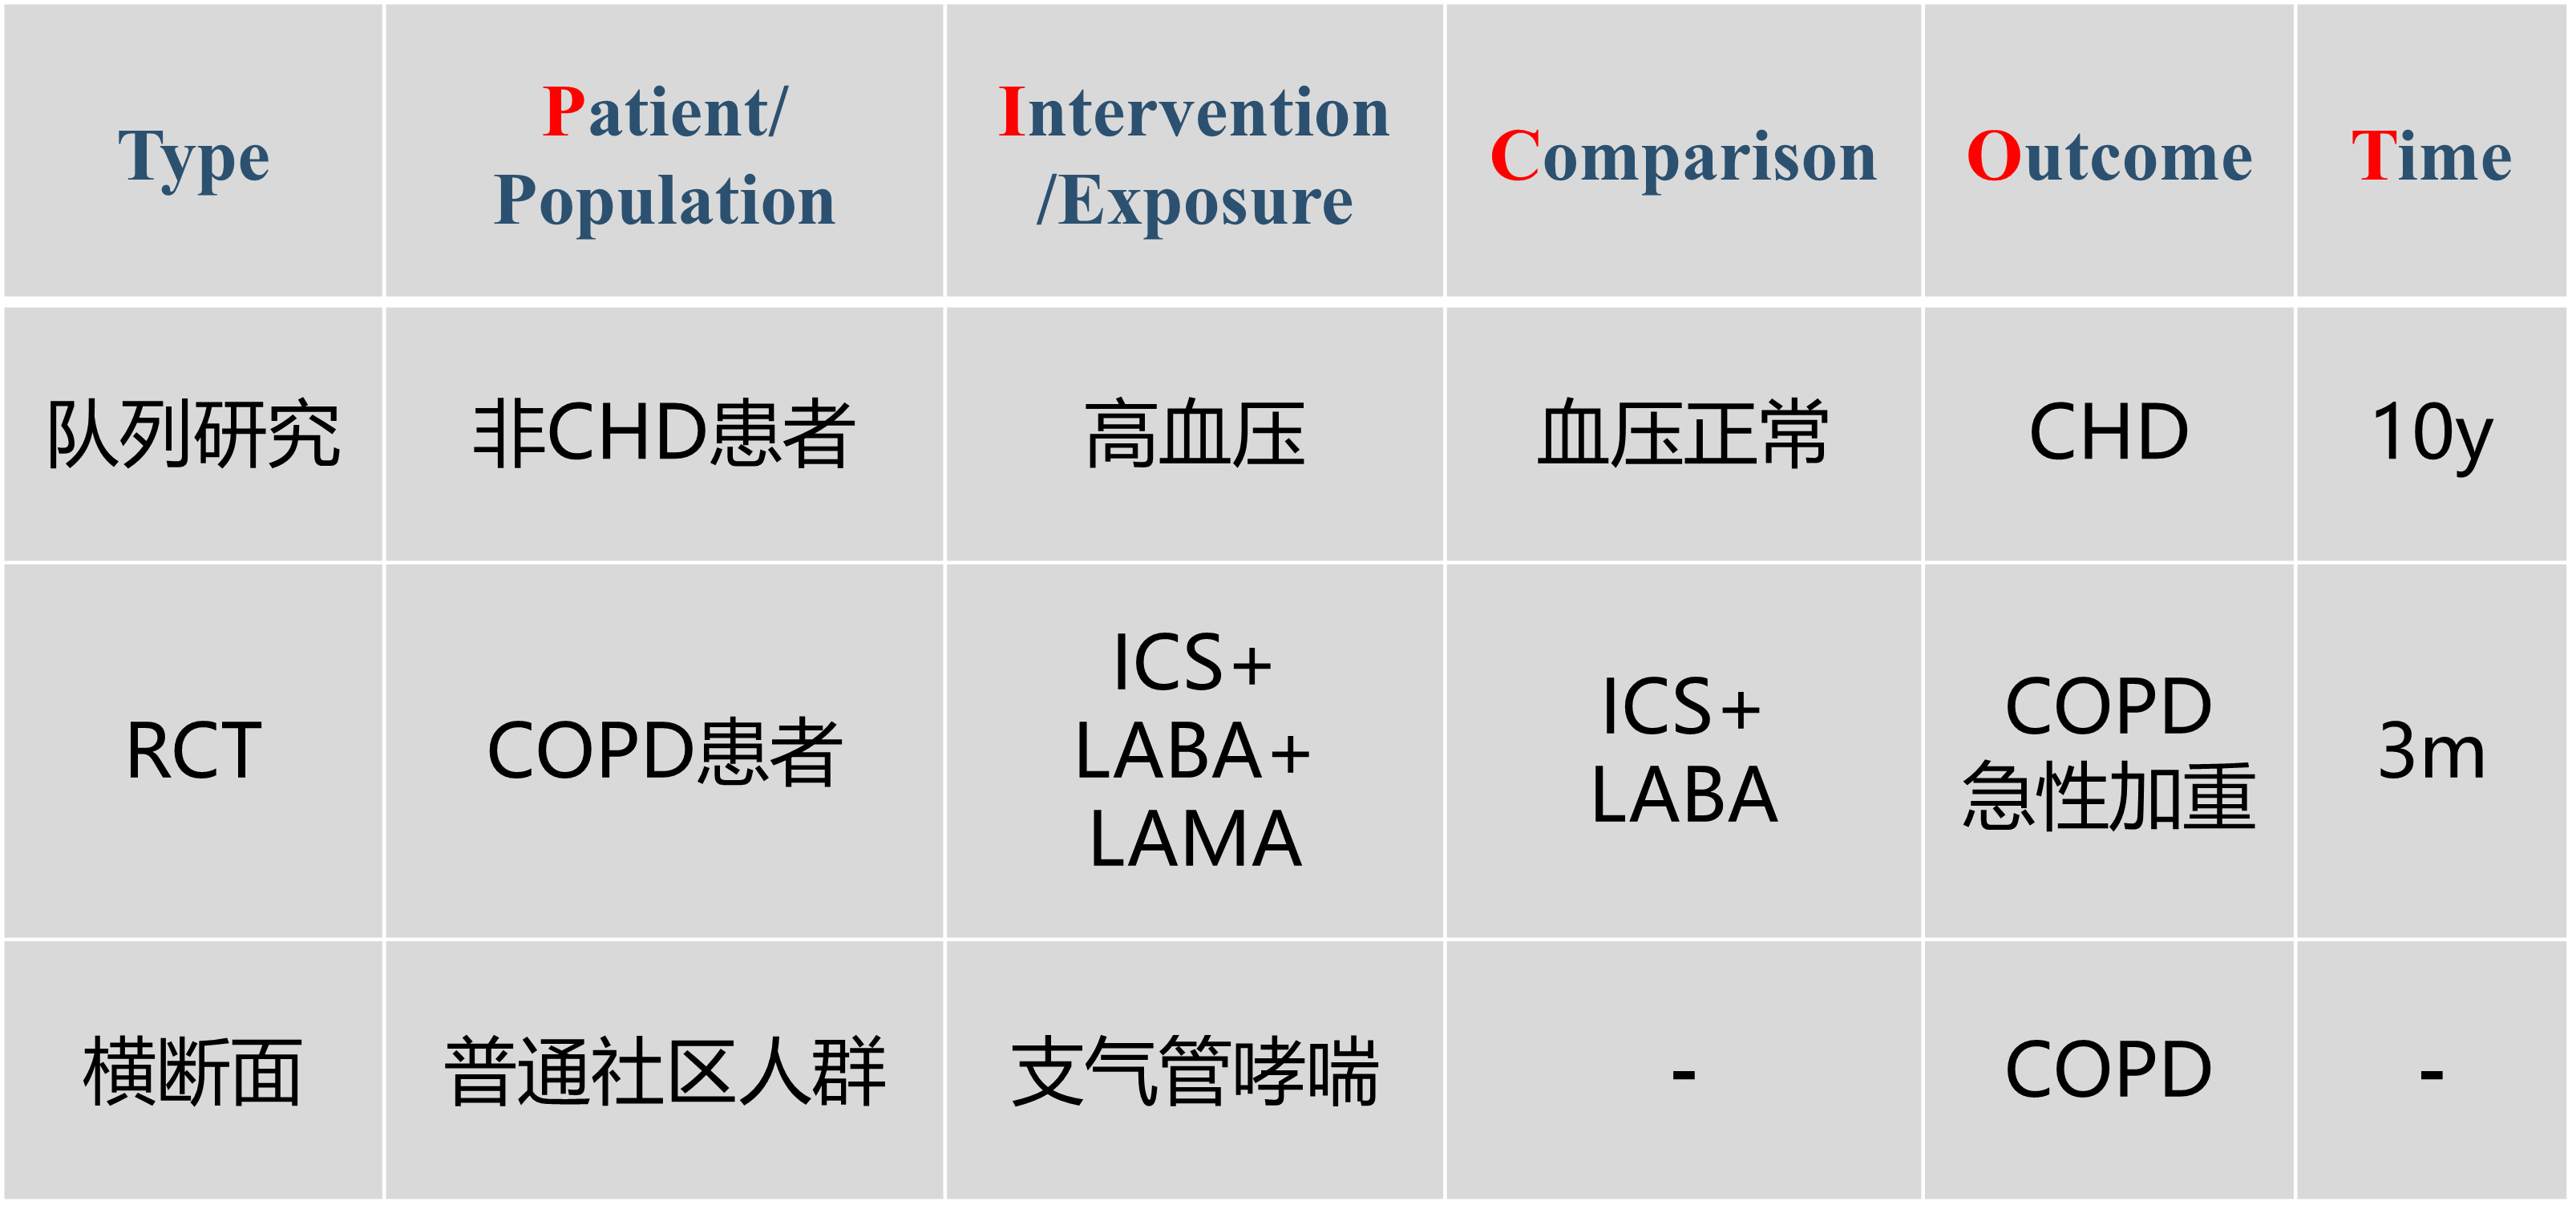 Type
Patient/
Population
Intervention
/Exposure
Comparison
Outcome
Time
队列研究
非CHD患者
高血压
血压正常
CHD
10y
RCT
COPD患者
ICS+
LABA+
LAMA
ICS+
LABA
COPD
急性加重
3m
横断面
普通社区人群
支气管哮喘
-
COPD
-